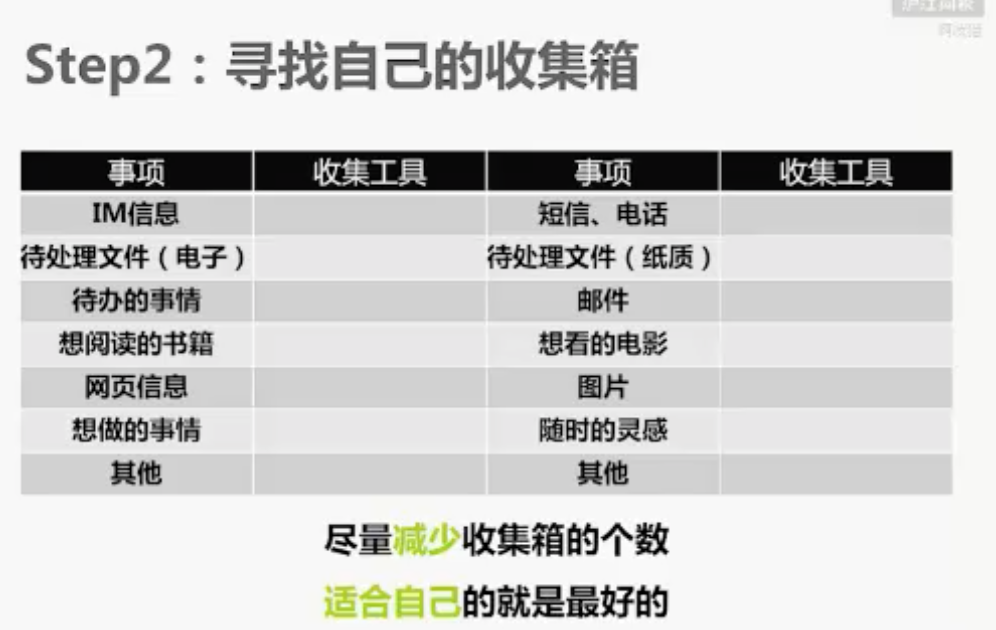 Step2：寻找自己的收集箱
事项 收集工具 事项 收集工具
IM信息 短信、电话
待处理文件（电子） 待处理文件（纸质）
待办的事情 邮件
想阅读的书籍 想看的电影
网页信息 图片
想做的事情 随时的灵感
其他 其他
尽量减少收集箱的个数
适合自己的就是最好的